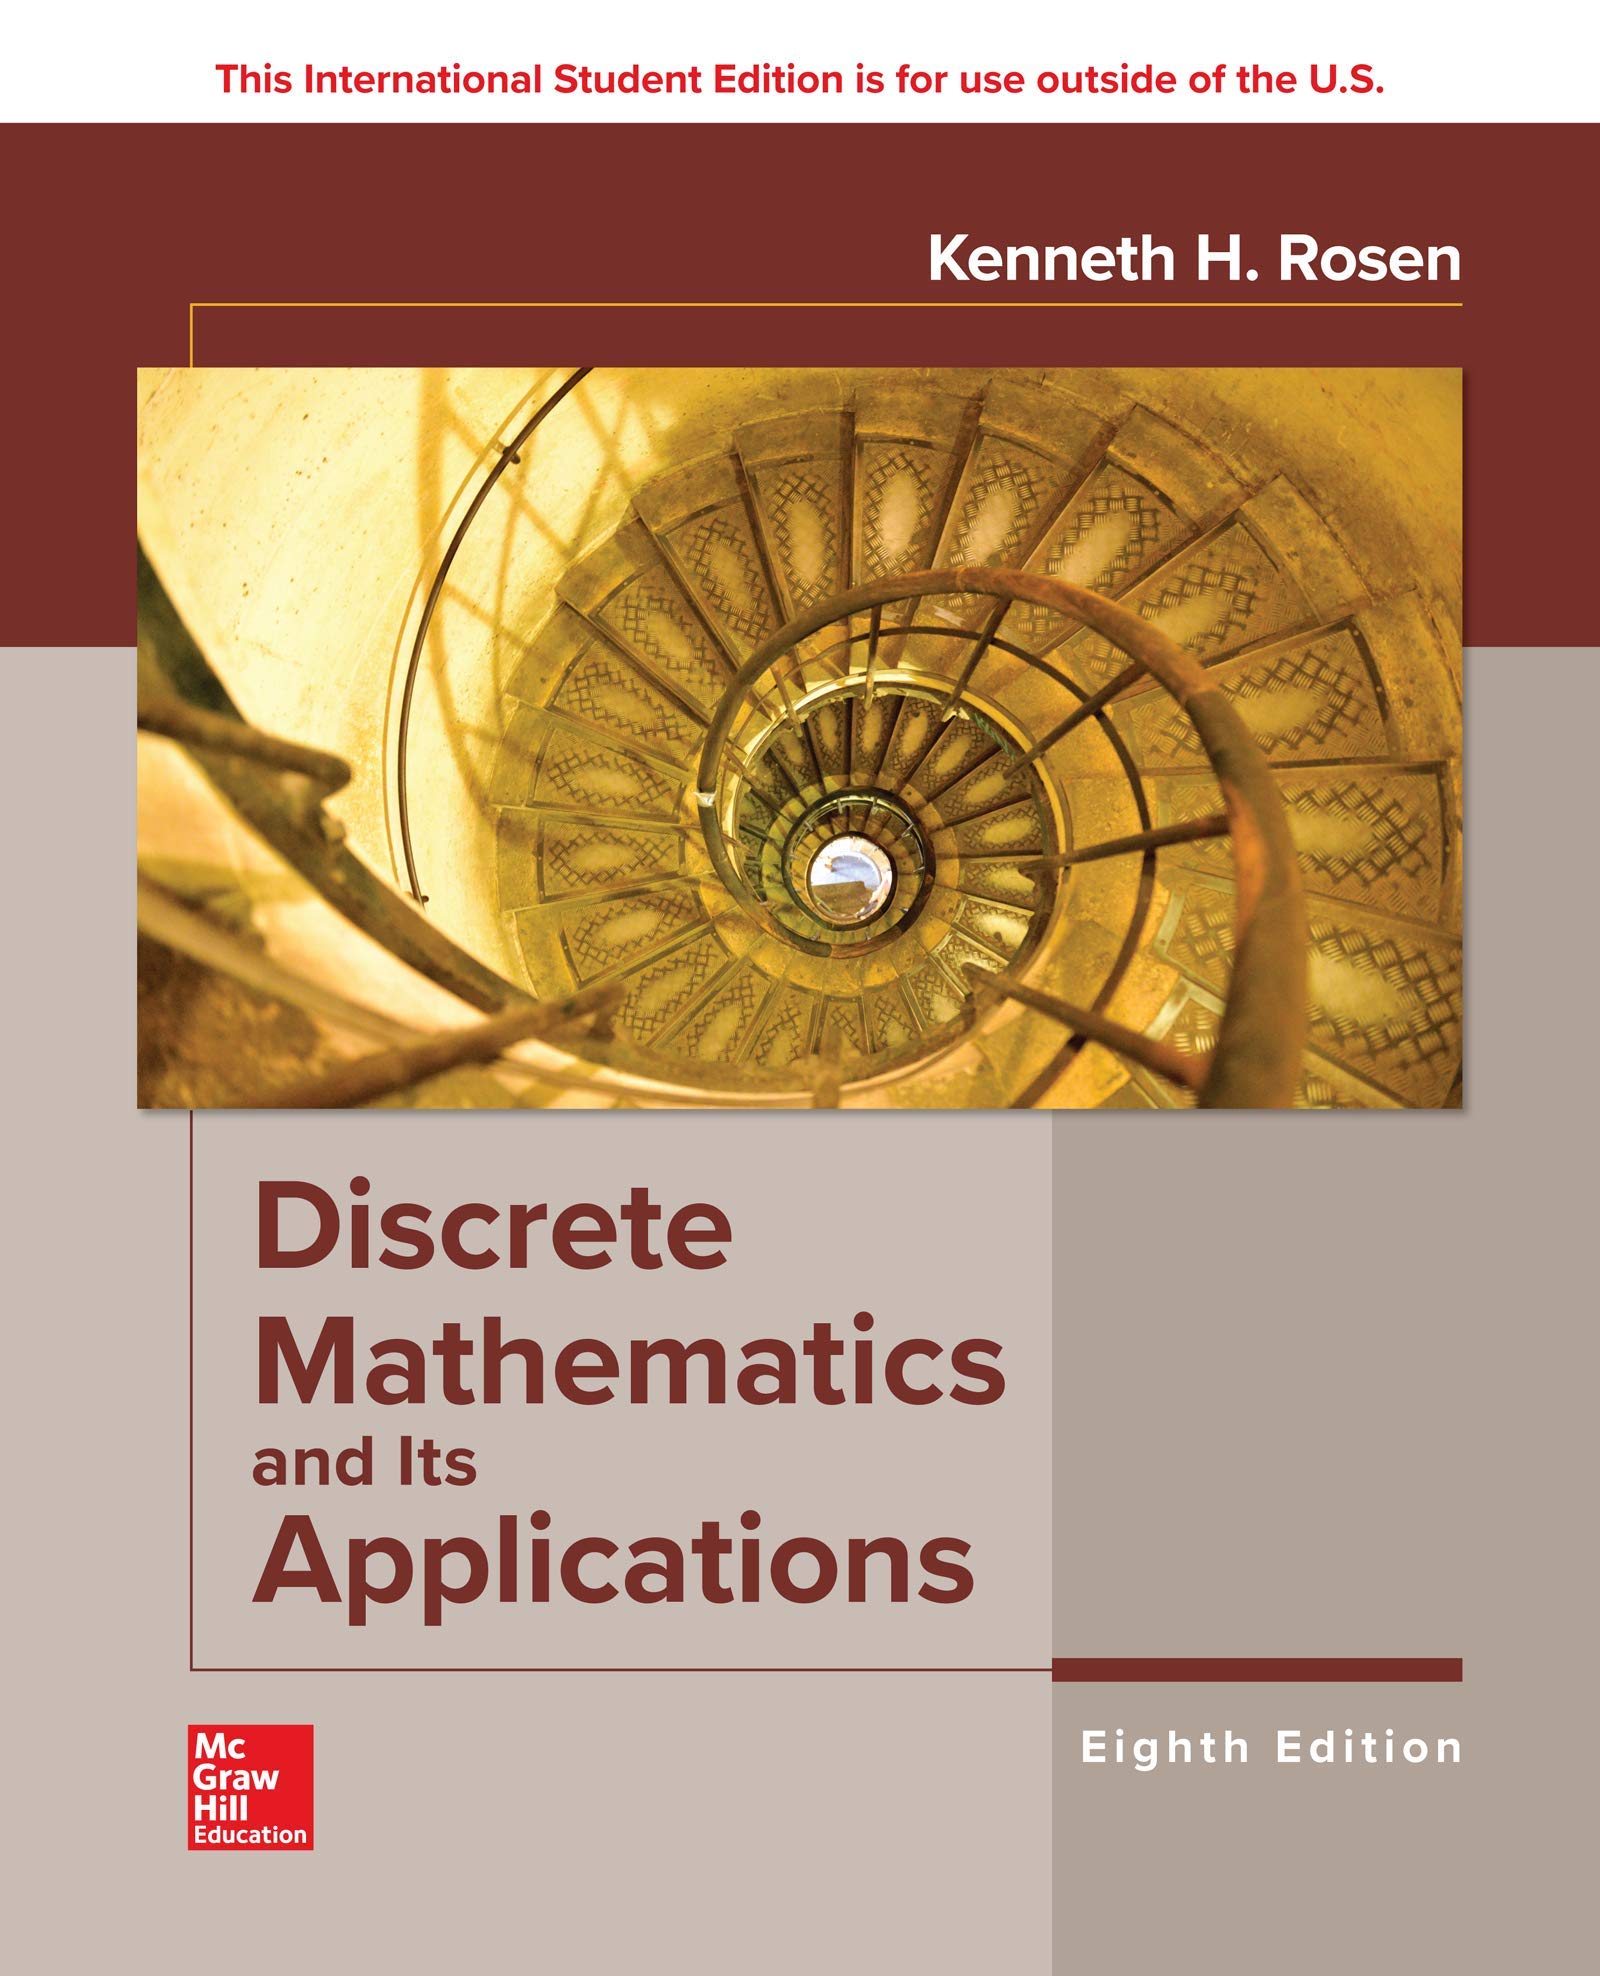 This International Student Edition is for use outside of the U.S.
Kenneth H. Rosen
Discrete
Mathematics
and Its
Applications
Eighth Edition
Mc
Graw
Hill
Education